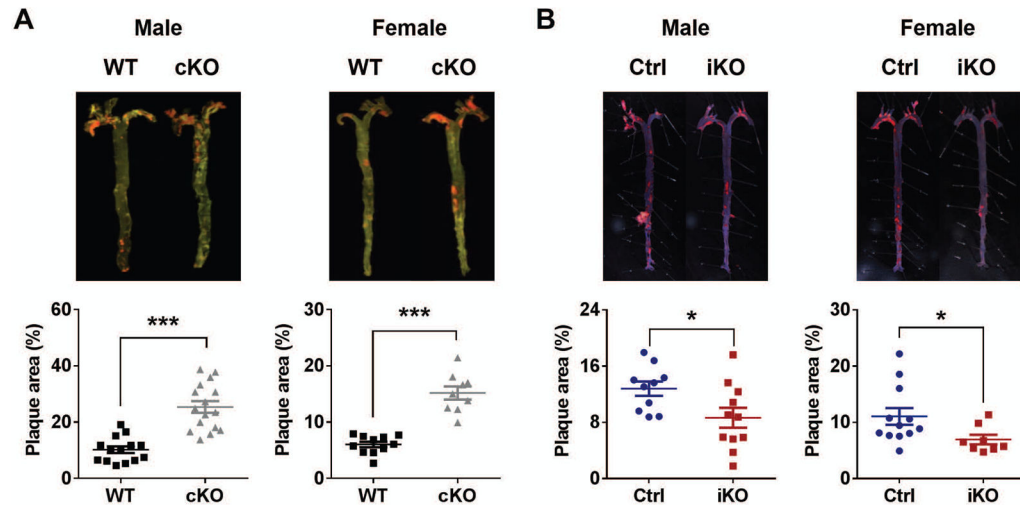 A
Male
Female
WT
cKO
WT
cKO
Plaque area (%)
60
40
20
0
***
WT
cKO
Plaque area (%)
30
20
10
0
***
WT
cKO
B
Male
Female
Ctrl
iKO
Ctrl
iKO
Plaque area (%)
24
16
8
0
*
Ctrl
iKO
Plaque area (%)
30
20
10
0
*
Ctrl
iKO